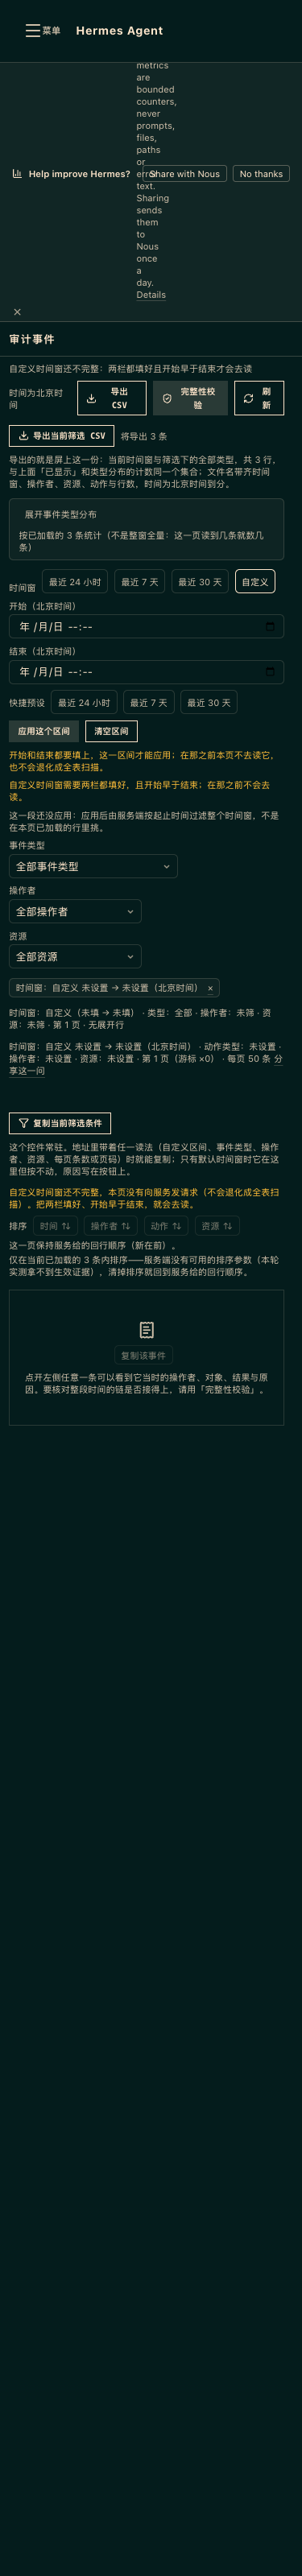 菜单 Hermes Agent
metrics
are
bounded
counters,
never
prompts,
files,
paths
or
error
text.
Help improve Hermes?
Share with Nous
No thanks
Sharing
sends
them
to
Nous
once
a
day.
Details
×
审计事件
自定义时间窗还不完整：两栏都填好且开始早于结束才会去读
时间为北京时
间
导出
CSV
完整性校
验
刷
新
导出当前筛选 CSV
将导出 3 条
导出的就是屏上这一份：当前时间窗与筛选下的全部类型，共 3 行，
与上面「已显示」和类型分布的计数同一个集合；文件名带齐时间
窗、操作者、资源、动作与行数，时间为北京时间到分。
展开事件类型分布
按已加载的 3 条统计（不是整窗全量：这一页读到几条就数几
条）
时间窗
最近 24 小时
最近 7 天
最近 30 天
自定义
开始（北京时间）
年 /月/日 --:--
结束（北京时间）
年 /月/日 --:--
快捷预设
最近 24 小时
最近 7 天
最近 30 天
应用这个区间
清空区间
开始和结束都要填上，这一区间才能应用；在那之前本页不去读它，
也不会退化成全表扫描。
自定义时间窗需要两栏都填好，且开始早于结束；在那之前不会去
读。
这一段还没应用：应用后由服务端按起止时间过滤整个时间窗，不是
在本页已加载的行里挑。
事件类型
全部事件类型
操作者
全部操作者
资源
全部资源
时间窗：自定义 未设置 → 未设置（北京时间） ×
时间窗：自定义（未填 → 未填） · 类型：全部 · 操作者：未筛 · 资
源：未筛 · 第 1 页 · 无展开行
时间窗：自定义 未设置 → 未设置（北京时间） · 动作类型：未设置 ·
操作者：未设置 · 资源：未设置 · 第 1 页（游标 ×0） · 每页 50 条 分
享这一问
复制当前筛选条件
这个控件常驻。地址里带着任一读法（自定义区间、事件类型、操作
者、资源、每页条数或页码）时就能复制；只有默认时间窗时它在这
里但按不动，原因写在按钮上。
自定义时间窗还不完整，本页没有向服务发请求（不会退化成全表扫
描）。把两栏填好、开始早于结束，就会去读。
排序
时间 ↑↓
操作者 ↑↓
动作 ↑↓
资源 ↑↓
这一页保持服务给的回行顺序（新在前）。
仅在当前已加载的 3 条内排序——服务端没有可用的排序参数（本轮
实测拿不到生效证据），清掉排序就回到服务给的回行顺序。
复制该事件
点开左侧任意一条可以看到它当时的操作者、对象、结果与原
因。要核对整段时间的链是否接得上，请用「完整性校验」。